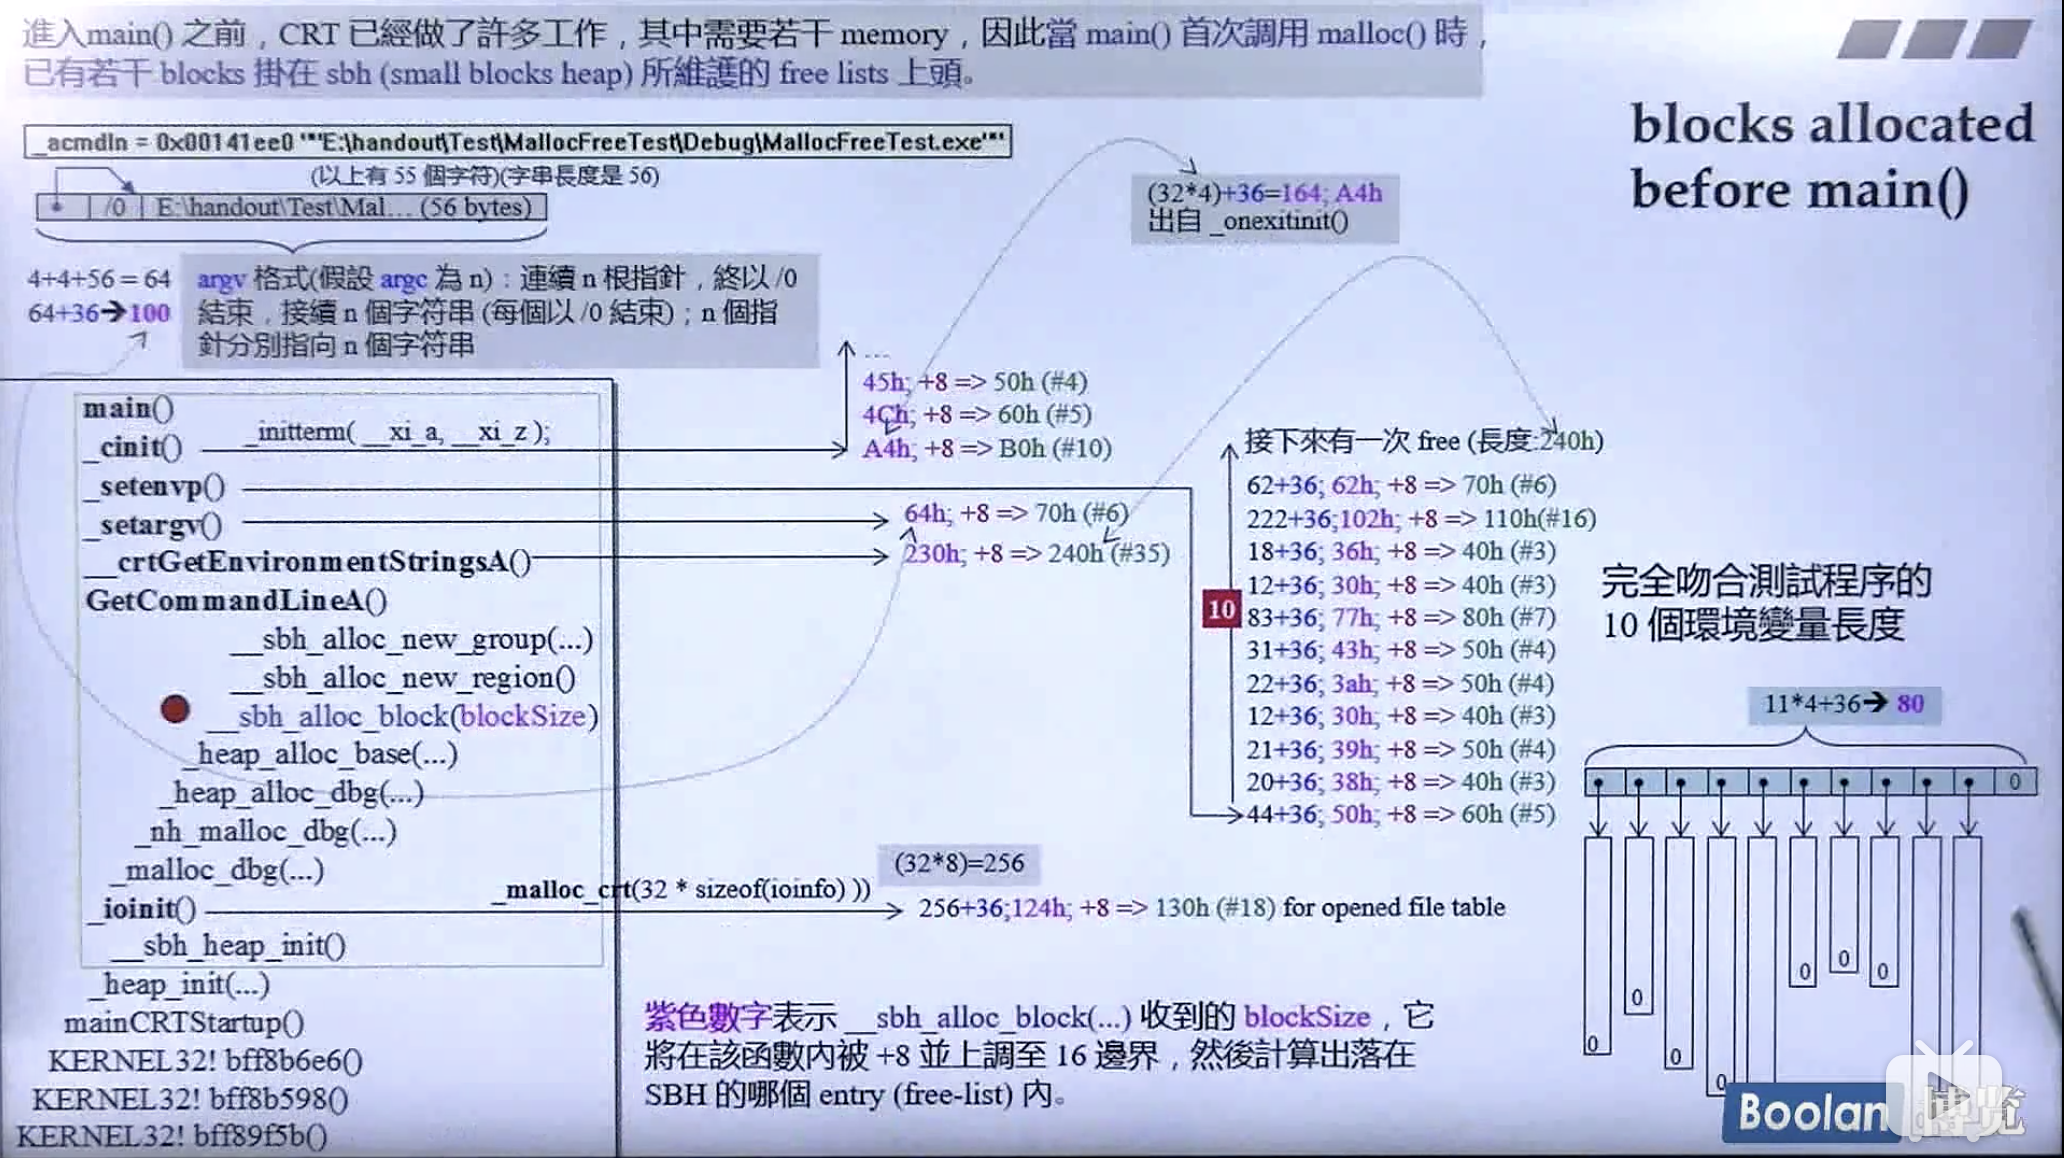 進入main() 之前，CRT 已經做了許多工作，其中需要若干 memory，因此當 main() 首次調用 malloc() 時，
已有若干 blocks 掛在 sbh (small blocks heap) 所維護的 free lists 上頭。
blocks allocated
before main()
_acmdln = 0x00141ee0 ""E:\handout\Test\MallocFreeTest\Debug\MallocFreeTest.exe""
(以上有 55 個字符)(字串長度是 56)
/0 E:\handout\Test\Mal... (56 bytes)
(32*4)+36=164; A4h
出自 _onexitinit()
4+4+56 = 64
64+36➔100
argv 格式(假設 argc 為 n)：連續 n 根指針，終以 /0
結束，接續 n 個字符串 (每個以 /0 結束)；n 個指
針分別指向 n 個字符串
main()
_cinit()
_initterm( __xi_a, __xi_z );
_setenvp()
_setargv()
__crtGetEnvironmentStringsA()
GetCommandLineA()
__sbh_alloc_new_group(...)
__sbh_alloc_new_region()
__sbh_alloc_block(blockSize)
_heap_alloc_base(...)
_heap_alloc_dbg(...)
_nh_malloc_dbg(...)
_malloc_dbg(...)
_ioinit()
__sbh_heap_init()
_heap_init(...)
mainCRTStartup()
KERNEL32! bff8b6e6()
KERNEL32! bff8b598()
KERNEL32! bff89f5b()
...
45h; +8 => 50h (#4)
4Ch; +8 => 60h (#5)
A4h; +8 => B0h (#10)
64h; +8 => 70h (#6)
230h; +8 => 240h (#35)
接下來有一次 free (長度:240h)
62+36; 62h; +8 => 70h (#6)
222+36;102h; +8 => 110h(#16)
18+36; 36h; +8 => 40h (#3)
12+36; 30h; +8 => 40h (#3)
10
83+36; 77h; +8 => 80h (#7)
31+36; 43h; +8 => 50h (#4)
22+36; 3ah; +8 => 50h (#4)
12+36; 30h; +8 => 40h (#3)
21+36; 39h; +8 => 50h (#4)
20+36; 38h; +8 => 40h (#3)
44+36; 50h; +8 => 60h (#5)
完全吻合測試程序的
10 個環境變量長度
11*4+36➔ 80
0
0
0
0
0
0
0
0
(32*8)=256
_malloc_crt(32 * sizeof(ioinfo) ))
256+36;124h; +8 => 130h (#18) for opened file table
紫色數字表示 __sbh_alloc_block(...) 收到的 blockSize，它
將在該函數內被 +8 並上調至 16 邊界，然後計算出落在
SBH 的哪個 entry (free-list) 內。
Boolan 博览